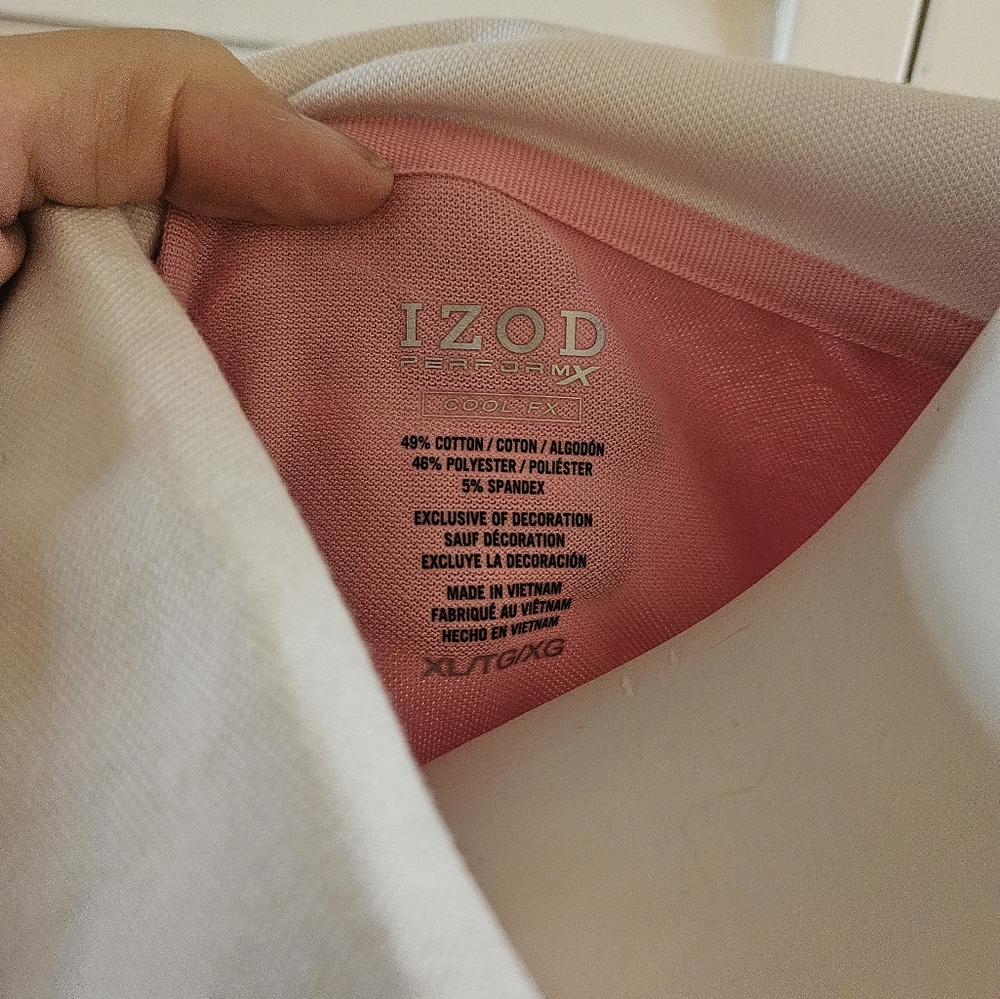 IZOD
PERFORMX
COOL FX
49% COTTON / COTON / ALGODÓN
46% POLYESTER / POLIÉSTER
5% SPANDEX
EXCLUSIVE OF DECORATION
SAUF DÉCORATION
EXCLUYE LA DECORACIÓN
MADE IN VIETNAM
FABRIQUÉ AU VIÊTNAM
HECHO EN VIETNAM
XL/TG/XG